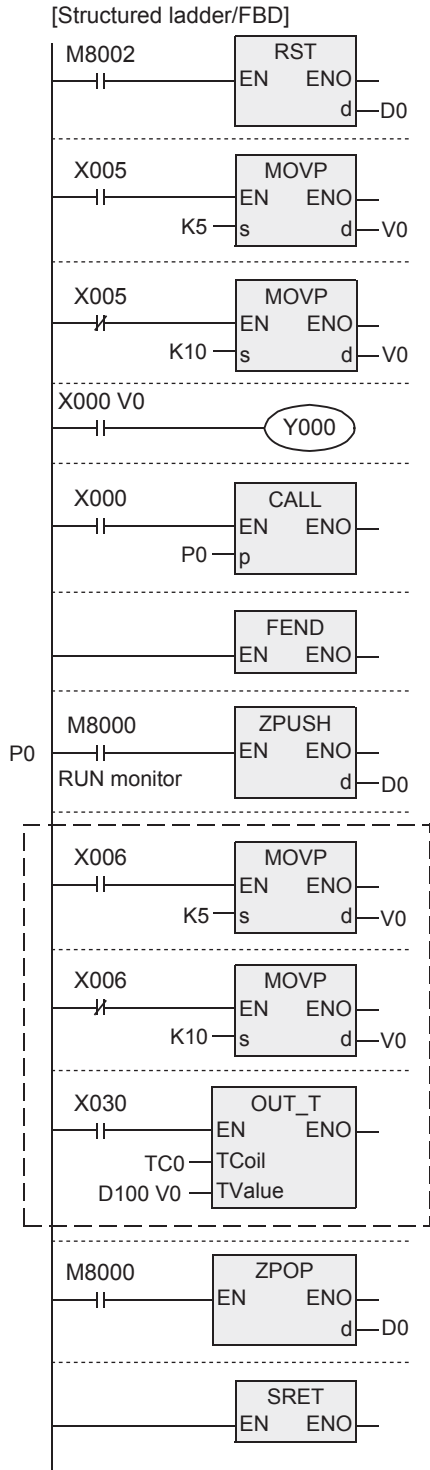 [Structured ladder/FBD]
M8002
RST
EN ENO
d D0
X005
MOVP
EN ENO
K5 s d V0
X005
MOVP
EN ENO
K10 s d V0
X000 V0
Y000
X000
CALL
EN ENO
P0 p
FEND
EN ENO
M8000
ZPUSH
P0 EN ENO
RUN monitor
d D0
X006
MOVP
EN ENO
K5 s d V0
X006
MOVP
EN ENO
K10 s d V0
X030
OUT_T
EN ENO
TC0 TCoil
D100 V0 TValue
M8000
ZPOP
EN ENO
d D0
SRET
EN ENO